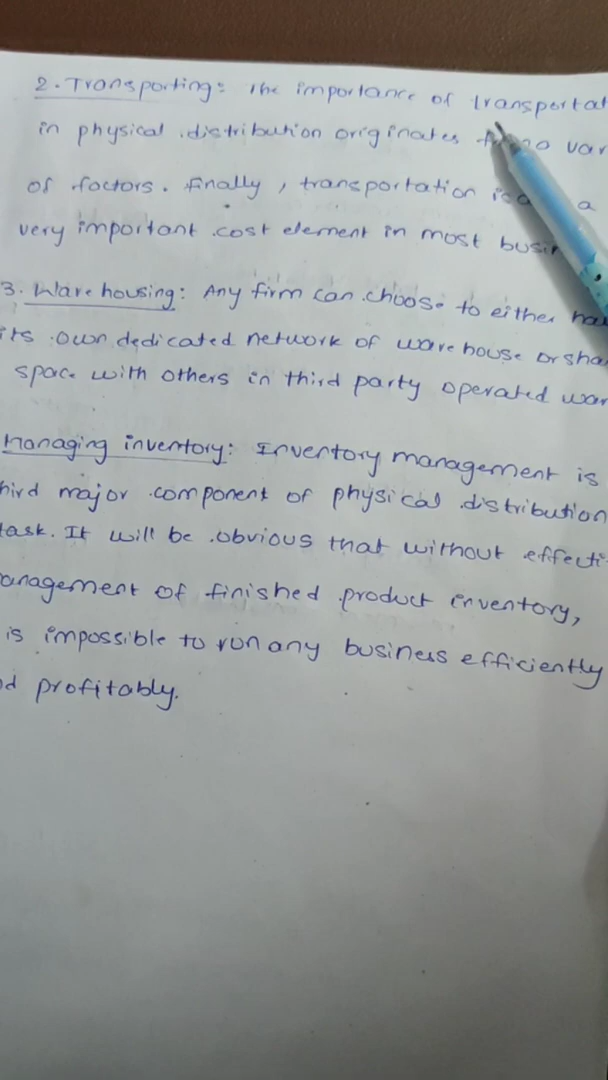 2. Transporting: The importance of transportat
in physical distribution originates var
of factors. Finally, transportation is a
very important cost element in most busin
3. Ware housing: Any firm can choose to either ha
its own dedicated network of ware house or sha
space with others in third party operated war
Managing inventory: Inventory management is
hird major component of physical distribution
task. It will be obvious that without effecti
anagement of finished product inventory,
is impossible to run any business efficiently
nd profitably.